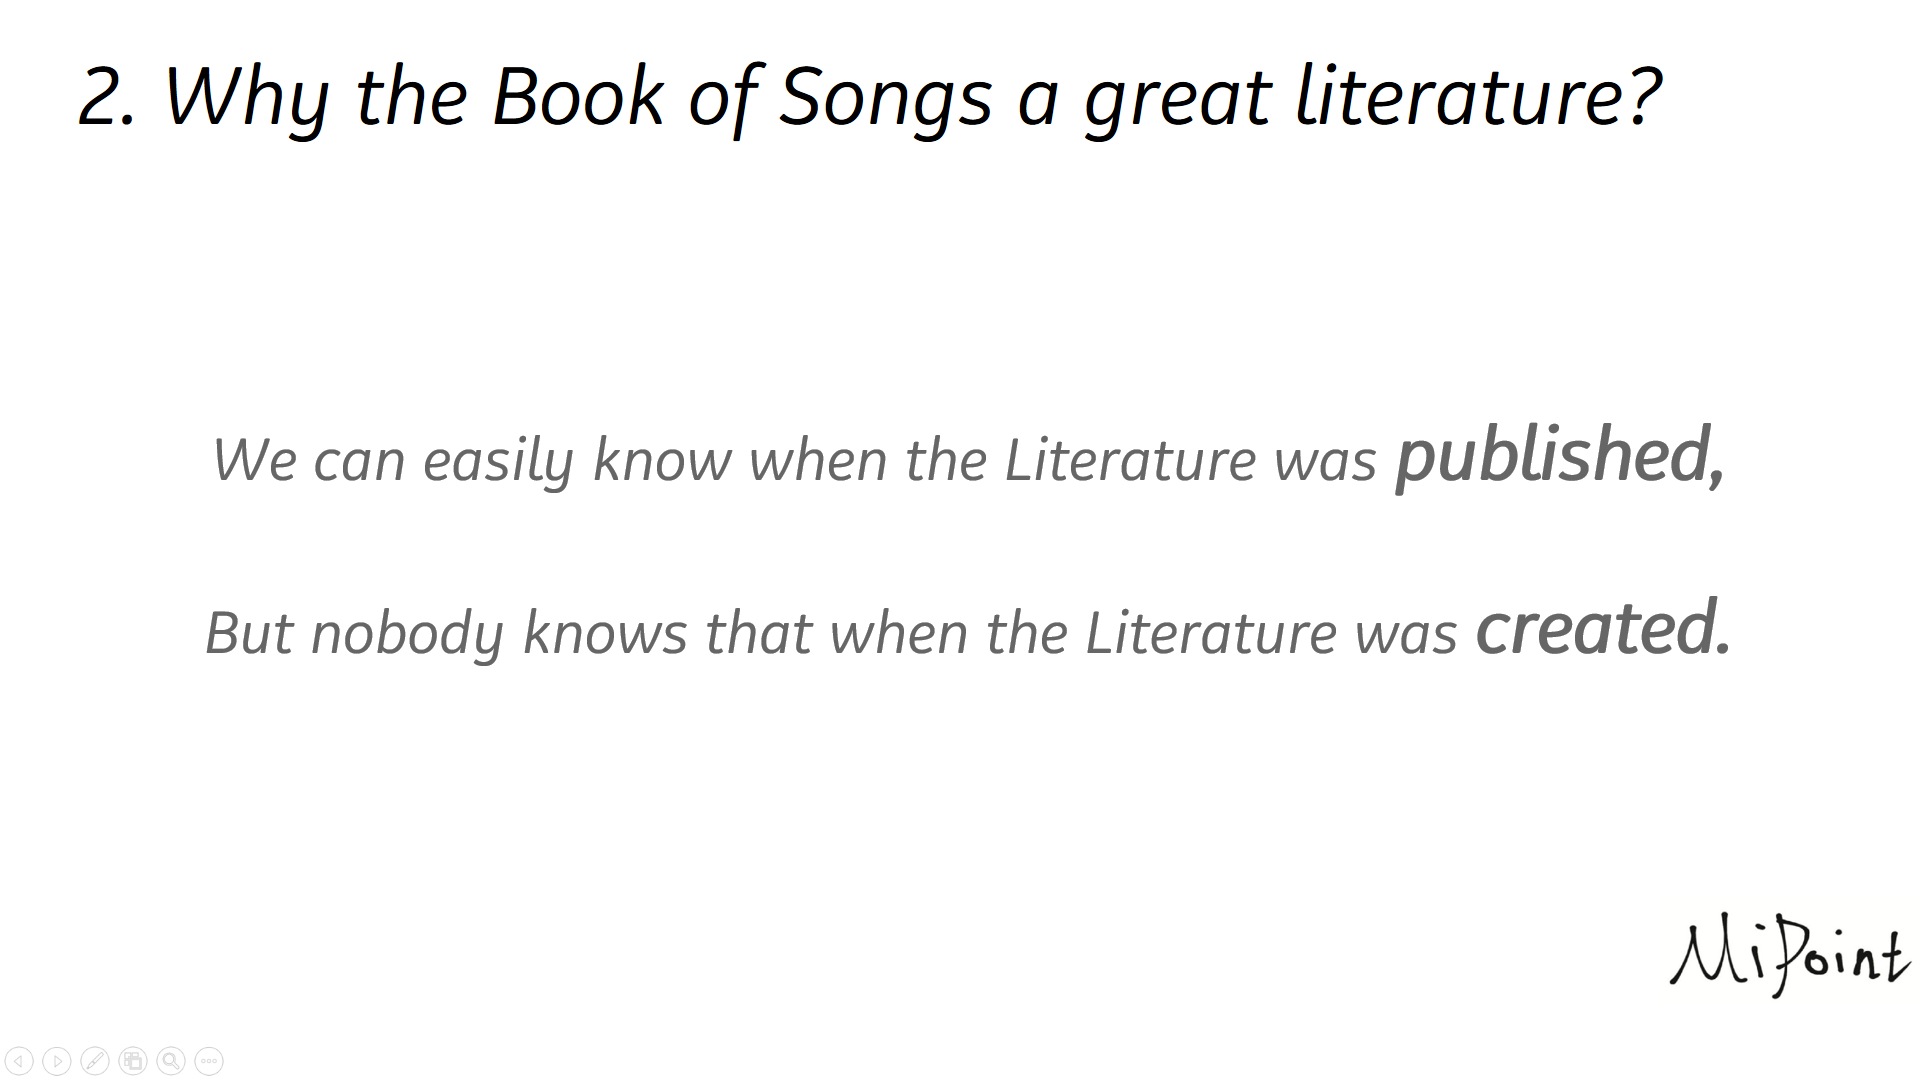 2. Why the Book of Songs a great literature?
We can easily know when the Literature was published,
But nobody knows that when the Literature was created.
MiPoint